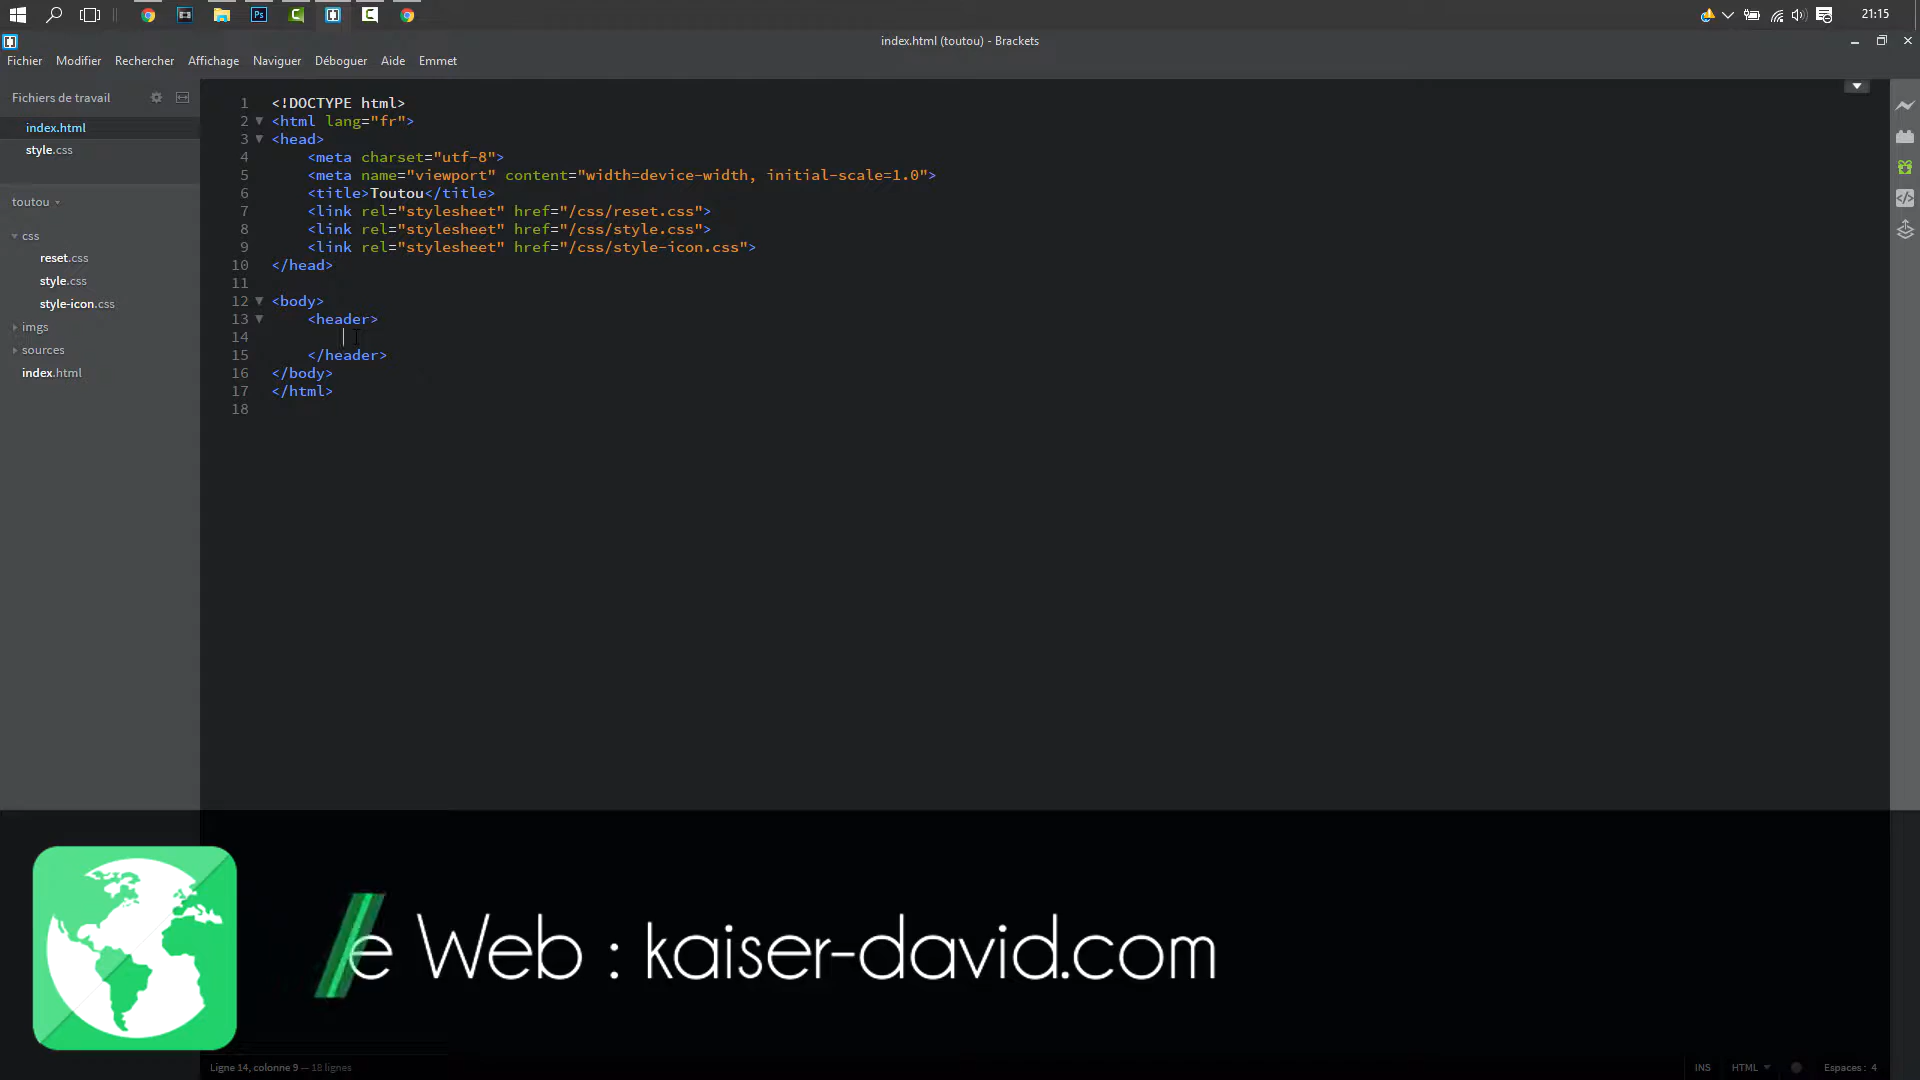 21:15
index.html (toutou) - Brackets
Fichier Modifier Rechercher Affichage Naviguer Déboguer Aide Emmet
Fichiers de travail
index.html
style.css
toutou
css
reset.css
style.css
style-icon.css
imgs
sources
index.html
1 <!DOCTYPE html>
2 <html lang="fr">
3 <head>
4 <meta charset="utf-8">
5 <meta name="viewport" content="width=device-width, initial-scale=1.0">
6 <title>Toutou</title>
7 <link rel="stylesheet" href="/css/reset.css">
8 <link rel="stylesheet" href="/css/style.css">
9 <link rel="stylesheet" href="/css/style-icon.css">
10 </head>
11
12 <body>
13 <header>
14
15 </header>
16 </body>
17 </html>
18
e Web : kaiser-david.com
Ligne 14, colonne 9 — 18 lignes
INS HTML Espaces : 4